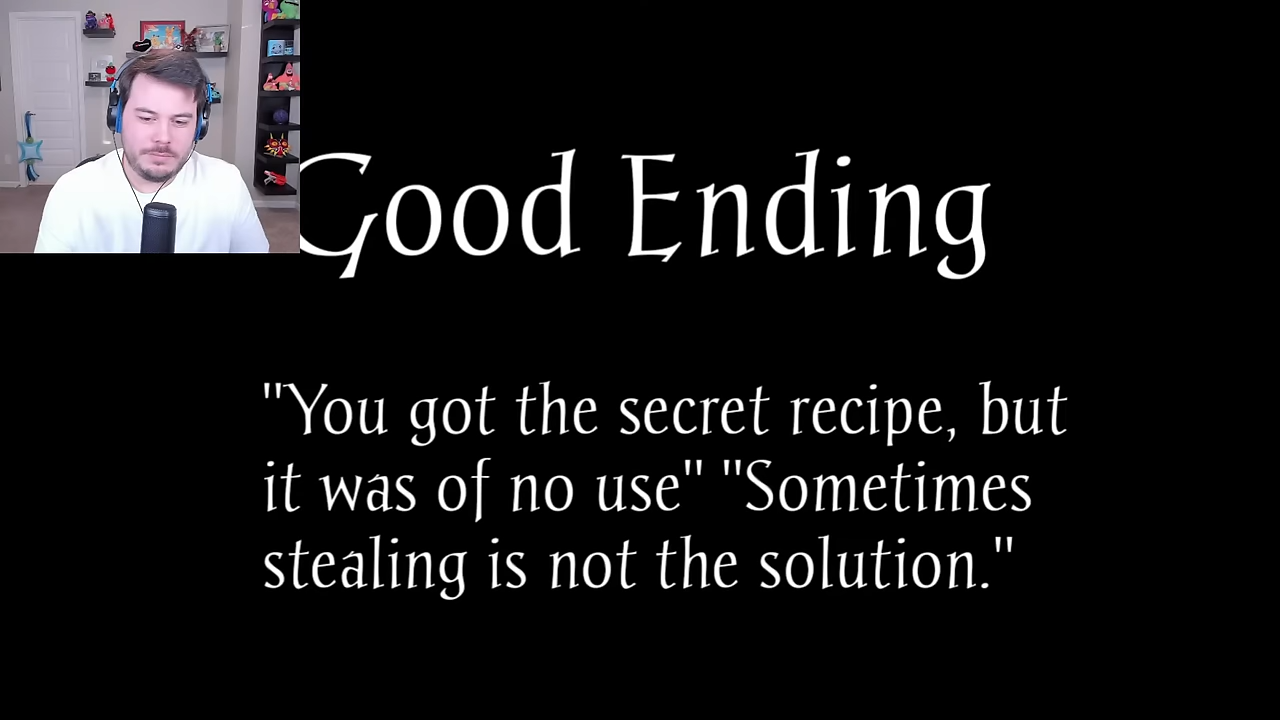 Good Ending
"You got the secret recipe, but
it was of no use" "Sometimes
stealing is not the solution."